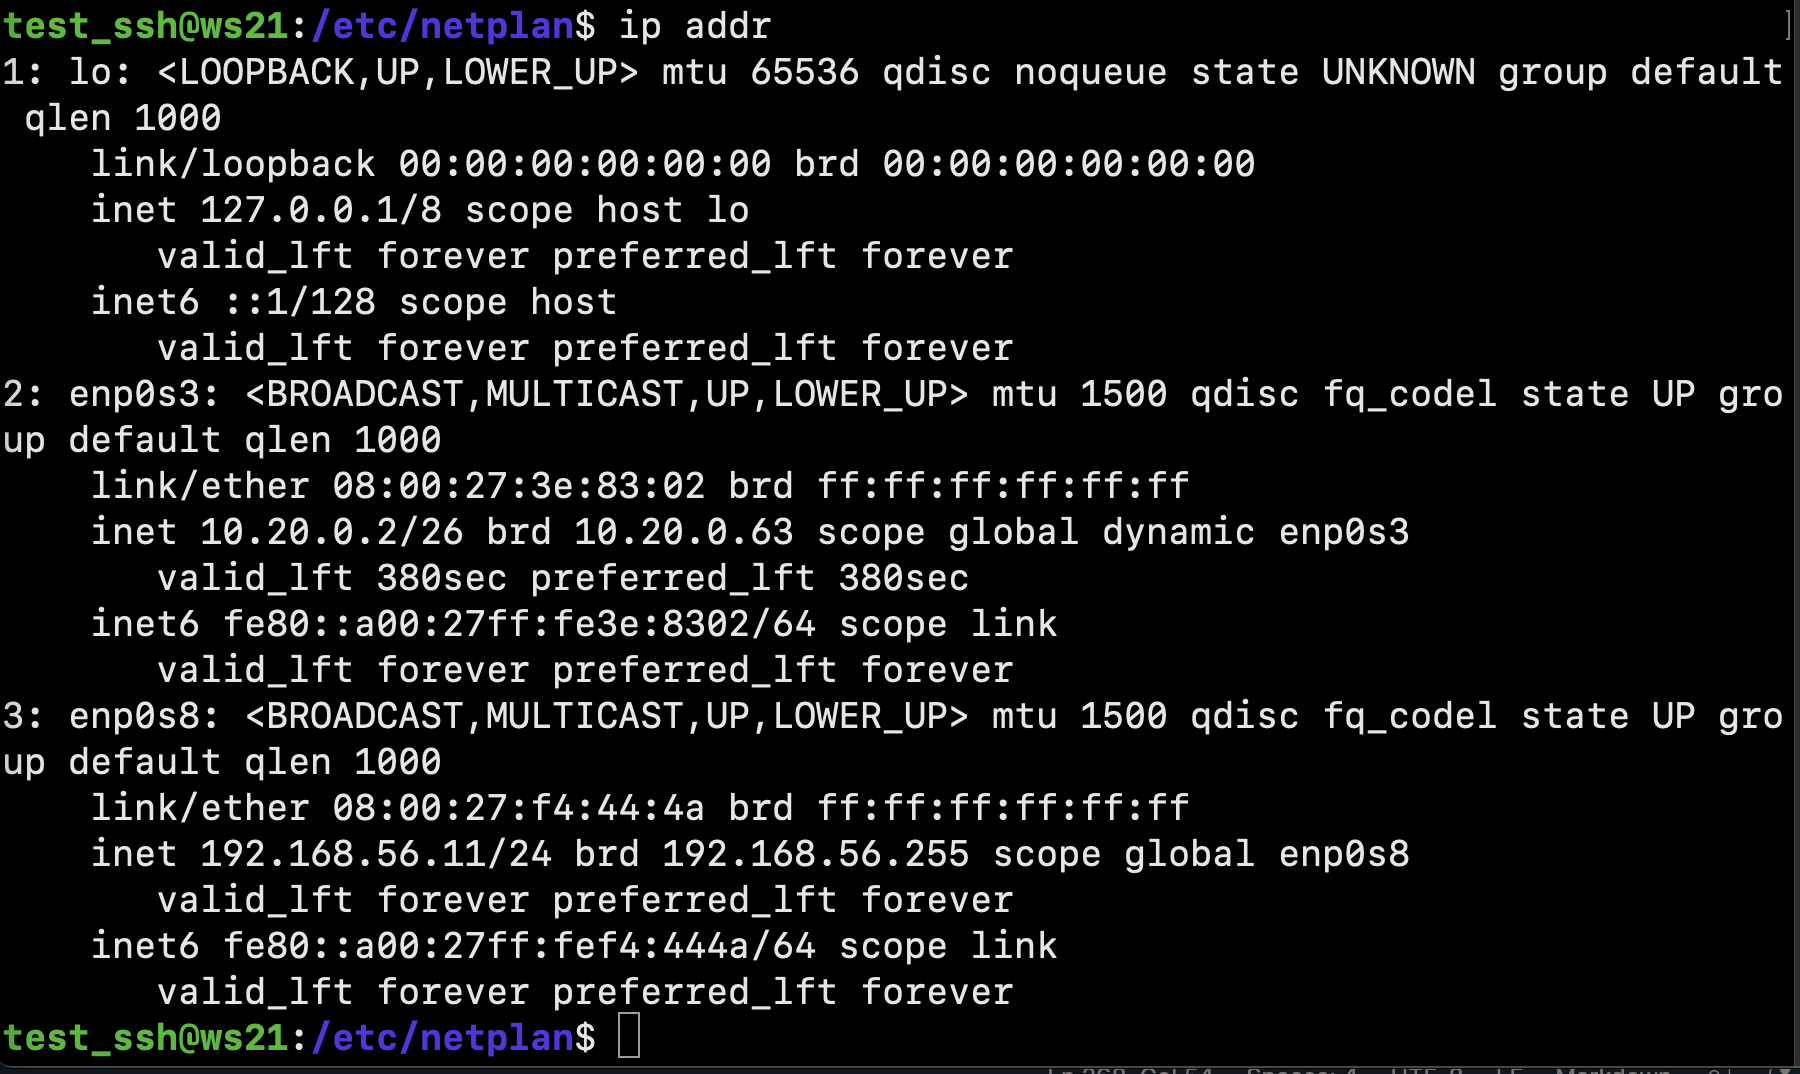 test_ssh@ws21:/etc/netplan$ ip addr ]
1: lo: <LOOPBACK,UP,LOWER_UP> mtu 65536 qdisc noqueue state UNKNOWN group default
 qlen 1000
    link/loopback 00:00:00:00:00:00 brd 00:00:00:00:00:00
    inet 127.0.0.1/8 scope host lo
       valid_lft forever preferred_lft forever
    inet6 ::1/128 scope host
       valid_lft forever preferred_lft forever
2: enp0s3: <BROADCAST,MULTICAST,UP,LOWER_UP> mtu 1500 qdisc fq_codel state UP gro
up default qlen 1000
    link/ether 08:00:27:3e:83:02 brd ff:ff:ff:ff:ff:ff
    inet 10.20.0.2/26 brd 10.20.0.63 scope global dynamic enp0s3
       valid_lft 380sec preferred_lft 380sec
    inet6 fe80::a00:27ff:fe3e:8302/64 scope link
       valid_lft forever preferred_lft forever
3: enp0s8: <BROADCAST,MULTICAST,UP,LOWER_UP> mtu 1500 qdisc fq_codel state UP gro
up default qlen 1000
    link/ether 08:00:27:f4:44:4a brd ff:ff:ff:ff:ff:ff
    inet 192.168.56.11/24 brd 192.168.56.255 scope global enp0s8
       valid_lft forever preferred_lft forever
    inet6 fe80::a00:27ff:fef4:444a/64 scope link
       valid_lft forever preferred_lft forever
test_ssh@ws21:/etc/netplan$